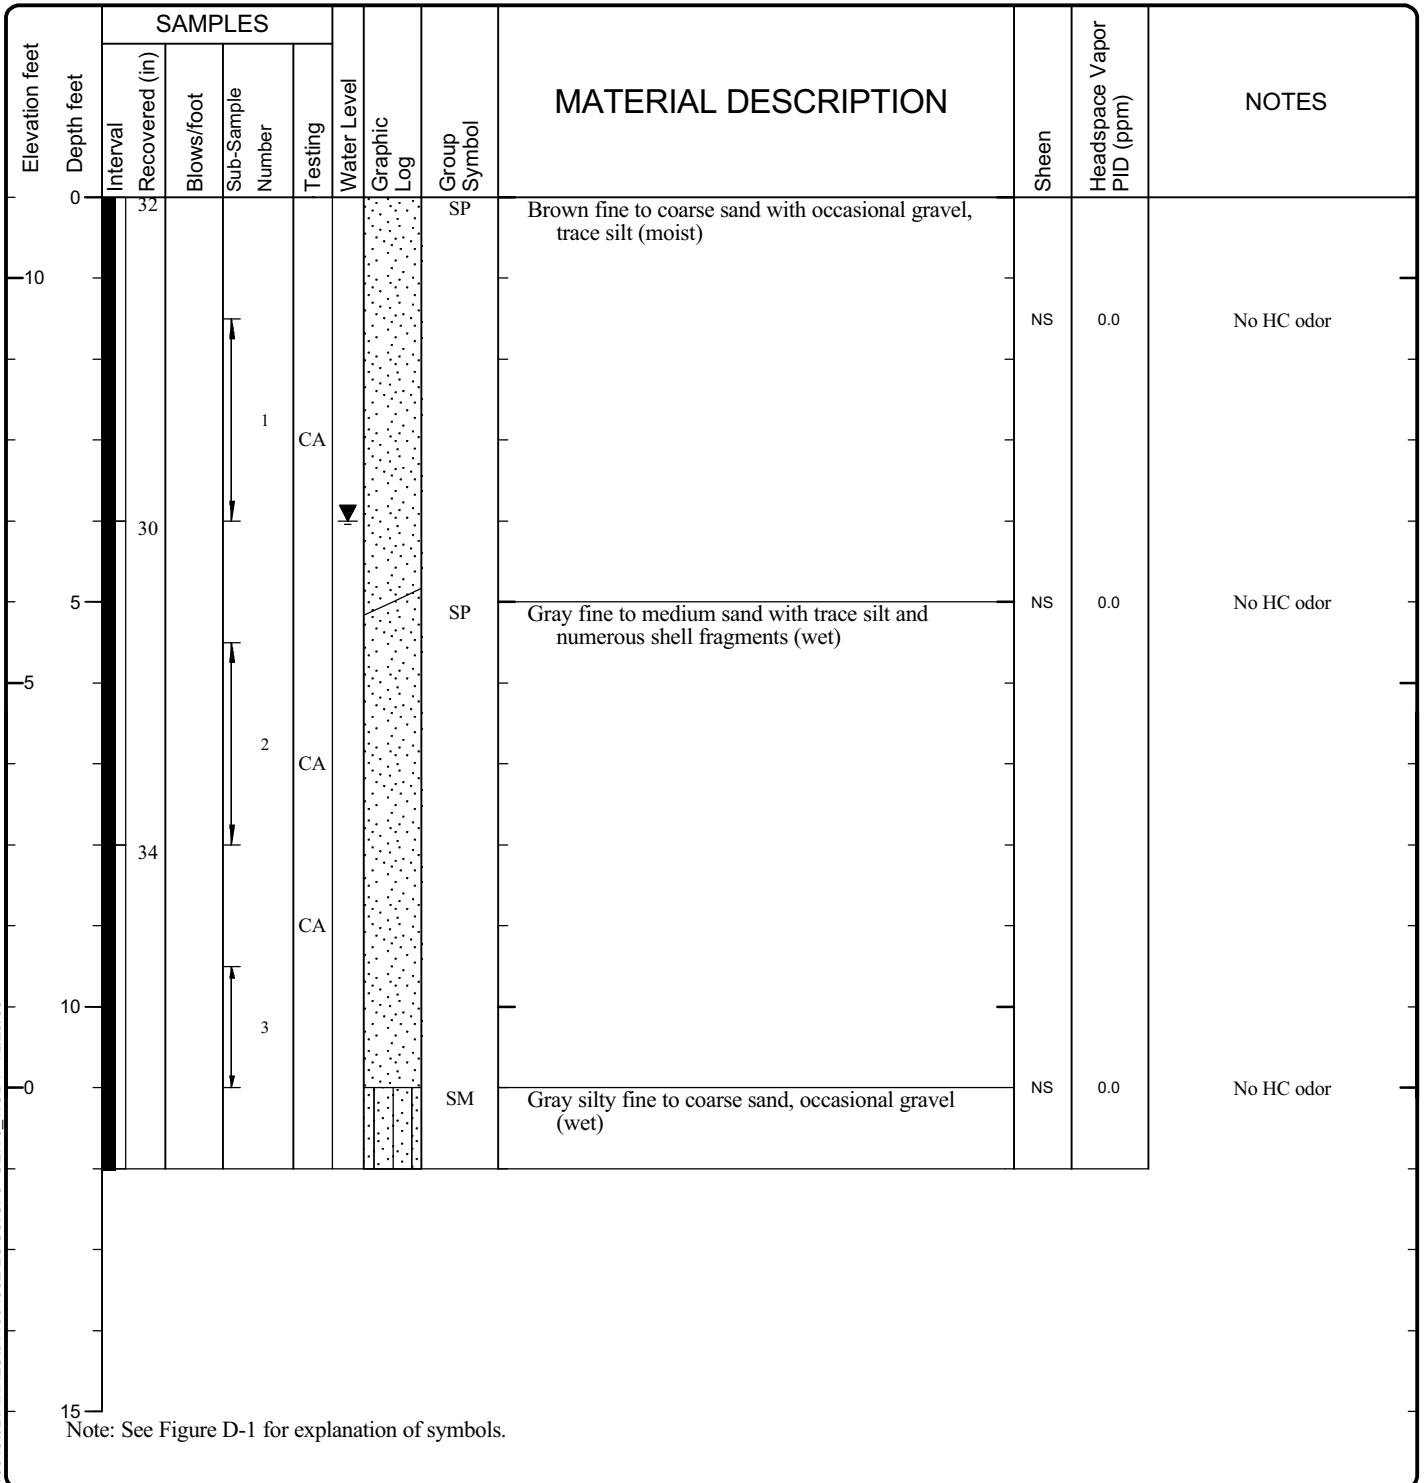 SAMPLES
Elevation feet
Depth feet
Interval
Recovered (in)
Blows/foot
Sub-Sample
Number
Testing
Water Level
Graphic
Log
Group
Symbol
MATERIAL DESCRIPTION
Sheen
Headspace Vapor
PID (ppm)
NOTES
0
32
SP
Brown fine to coarse sand with occasional gravel,
trace silt (moist)
10
NS
0.0
No HC odor
1
CA
30
5
SP
Gray fine to medium sand with trace silt and
numerous shell fragments (wet)
NS
0.0
No HC odor
5
2
CA
34
CA
10
3
0
SM
Gray silty fine to coarse sand, occasional gravel
(wet)
NS
0.0
No HC odor
15
Note: See Figure D-1 for explanation of symbols.